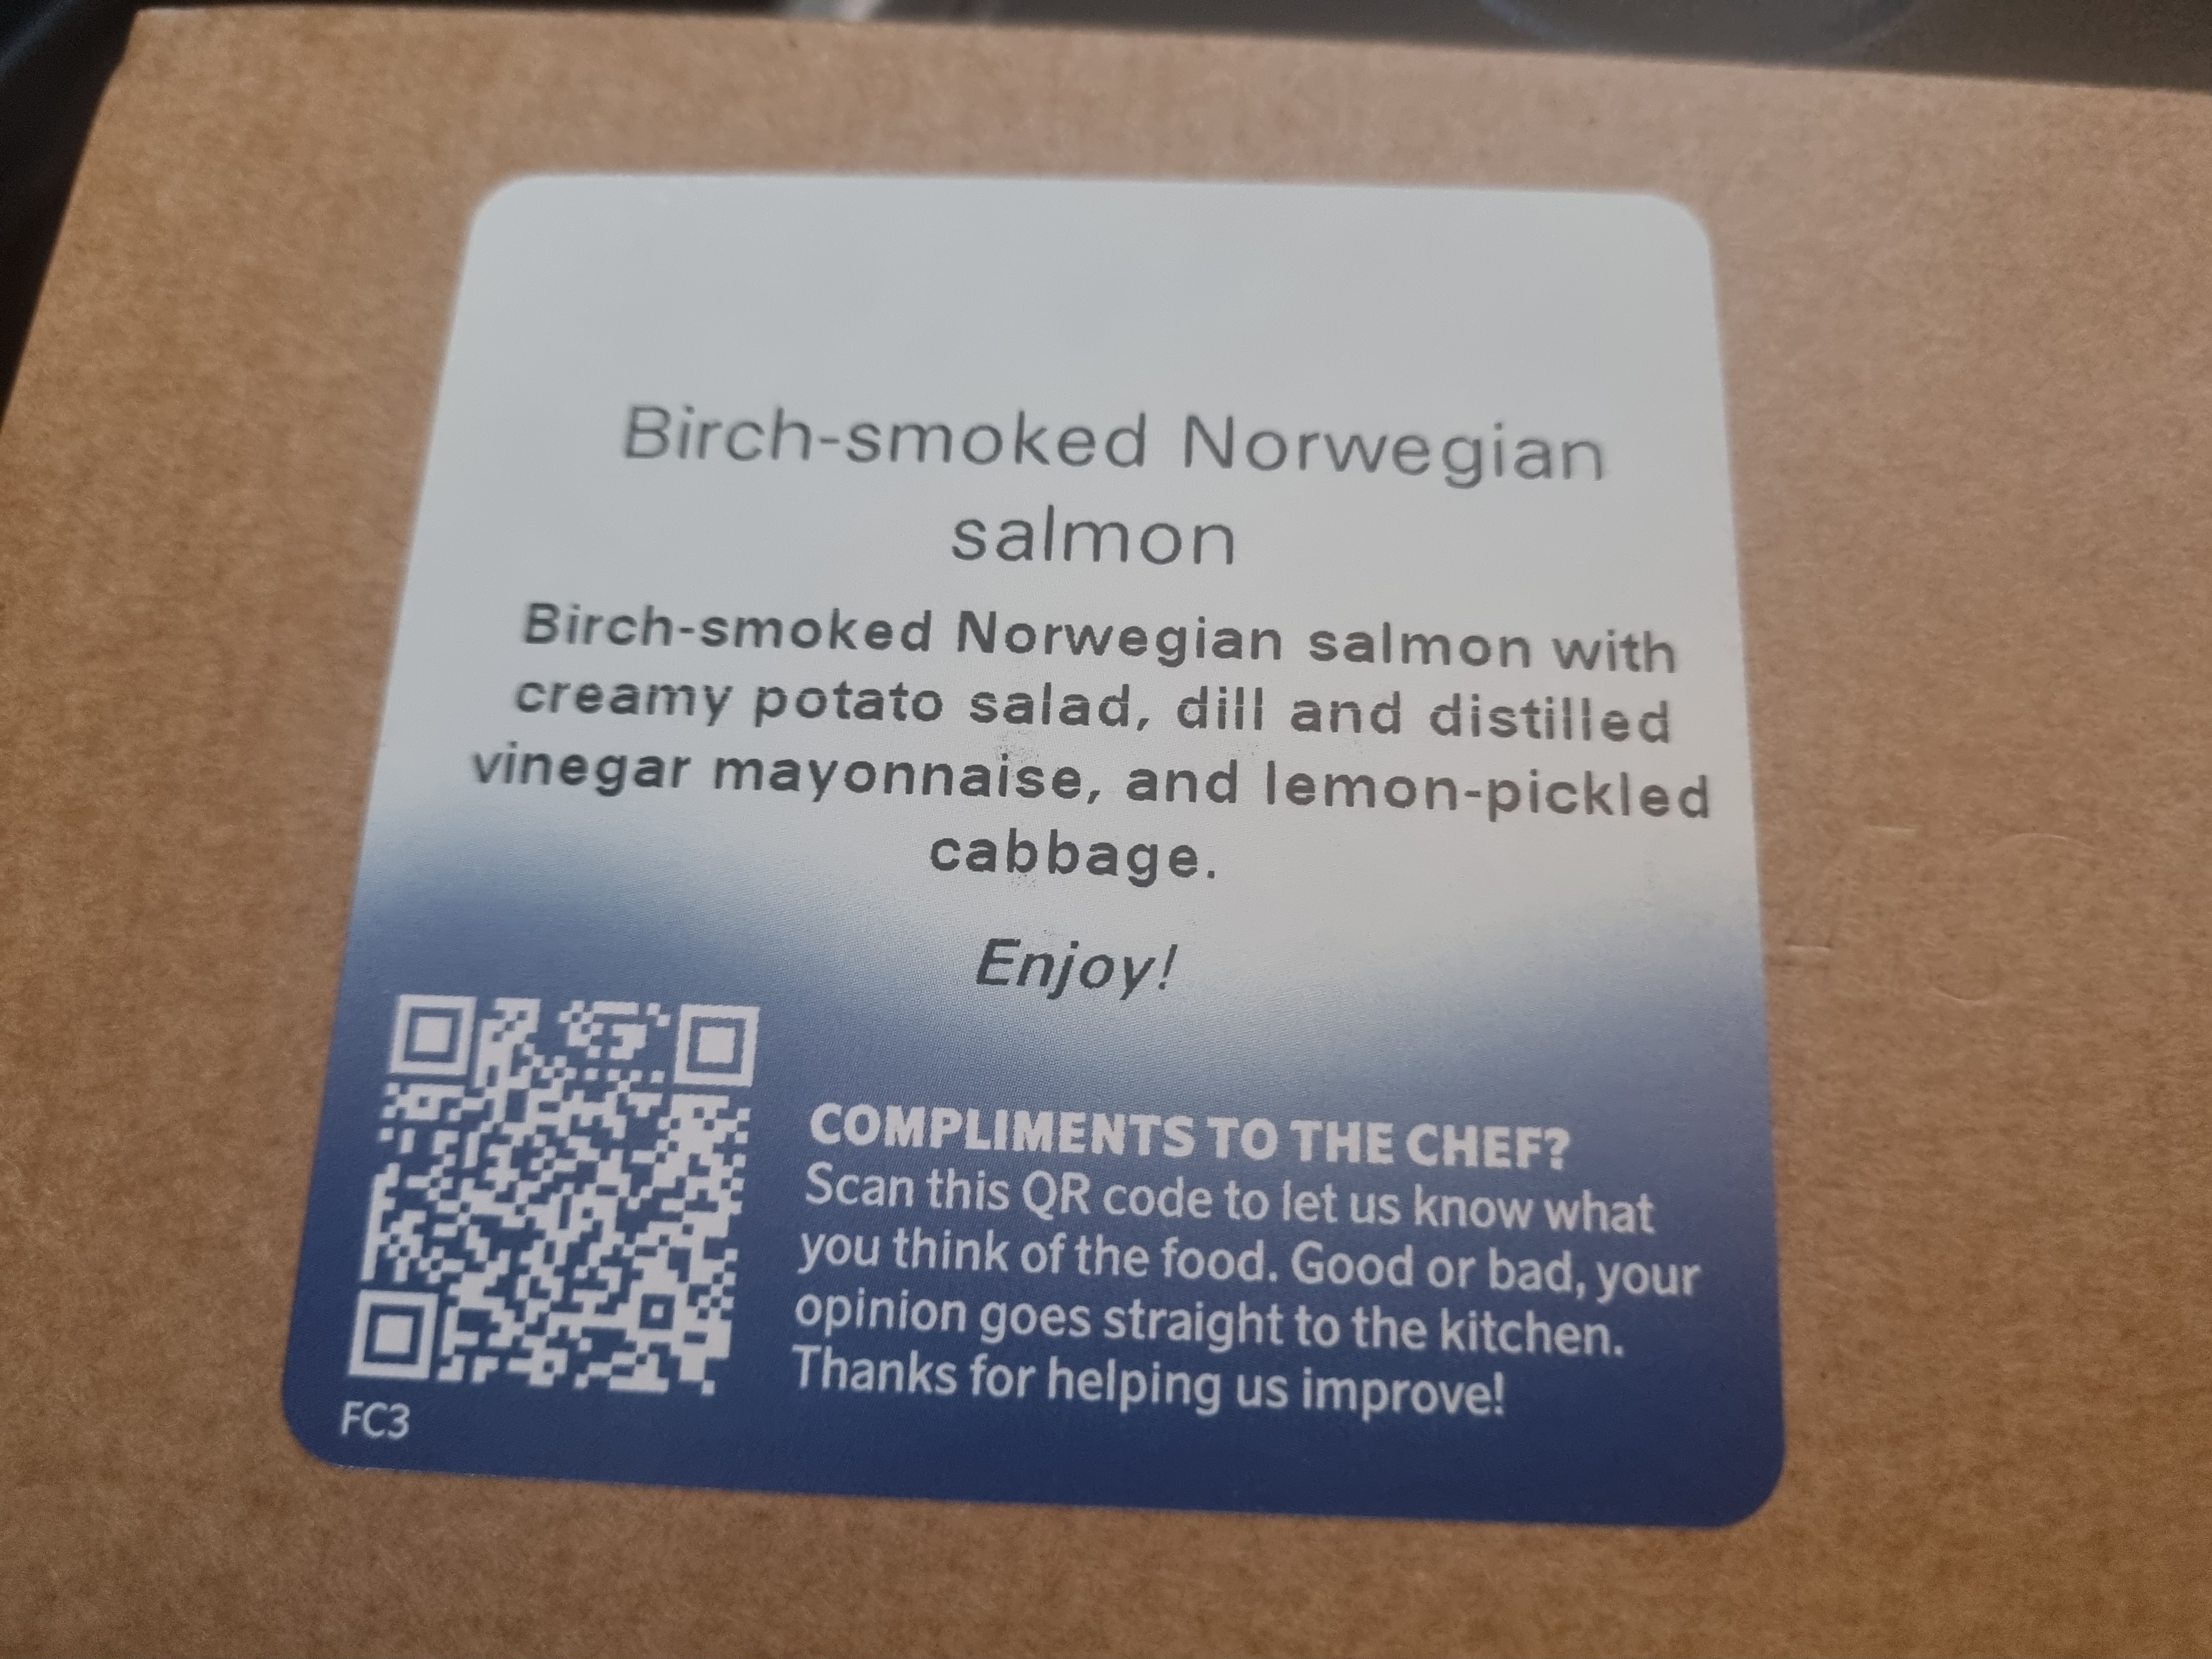 Birch-smoked Norwegian
salmon
Birch-smoked Norwegian salmon with
creamy potato salad, dill and distilled
vinegar mayonnaise, and lemon-pickled
cabbage.
Enjoy!
COMPLIMENTS TO THE CHEF?
Scan this QR code to let us know what
you think of the food. Good or bad, your
opinion goes straight to the kitchen.
Thanks for helping us improve!
FC3